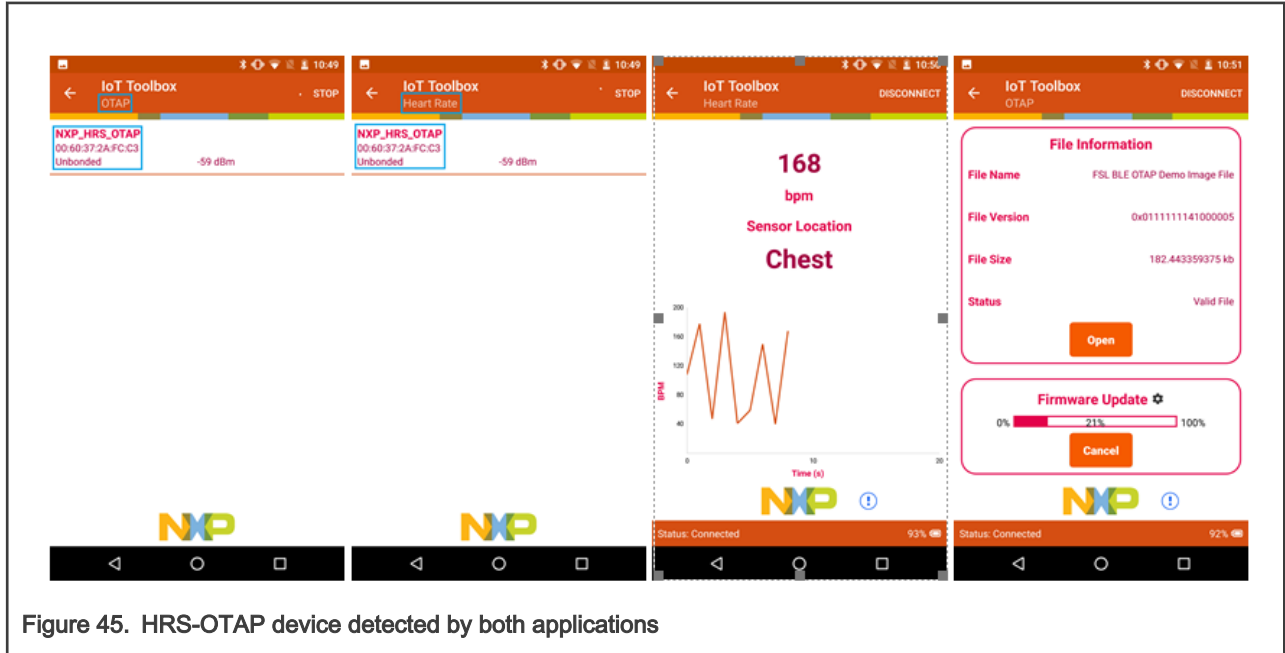 10:49
IoT Toolbox
OTAP
STOP
NXP_HRS_OTAP
00:60:37:2A:FC:C3
Unbonded -59 dBm
NXP
10:49
IoT Toolbox
Heart Rate
STOP
NXP_HRS_OTAP
00:60:37:2A:FC:C3
Unbonded -59 dBm
NXP
10:50
IoT Toolbox
Heart Rate
DISCONNECT
168
bpm
Sensor Location
Chest
200
160
120
80
40
BPM
0 10 20
Time (s)
NXP
Status: Connected 93%
10:51
IoT Toolbox
OTAP
DISCONNECT
File Information
File Name FSL BLE OTAP Demo Image File
File Version 0x0111111141000005
File Size 182.443359375 kb
Status Valid File
Open
Firmware Update
0% 21% 100%
Cancel
NXP
Status: Connected 92%
Figure 45. HRS-OTAP device detected by both applications